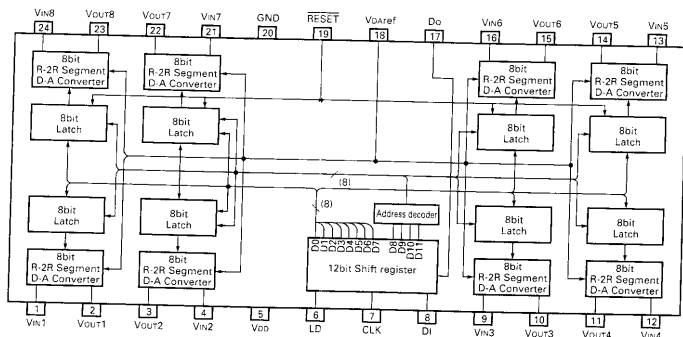 VIN8 VOUT8 VOUT7 VIN7 GND RESET VDAref DO VIN6 VOUT6 VOUT5 VIN5
24 23 22 21 20 19 18 17 16 15 14 13
8bit
R-2R Segment
D-A Converter
8bit
R-2R Segment
D-A Converter
8bit
R-2R Segment
D-A Converter
8bit
R-2R Segment
D-A Converter
8bit
Latch
8bit
Latch
8bit
Latch
8bit
Latch
(8)
(8)
8bit
Latch
8bit
Latch
Address decoder
8bit
Latch
8bit
Latch
D0 D1 D2 D3 D4 D5 D6 D7 D8 D9 D10 D11
12bit Shift register
8bit
R-2R Segment
D-A Converter
8bit
R-2R Segment
D-A Converter
8bit
R-2R Segment
D-A Converter
8bit
R-2R Segment
D-A Converter
1 2 3 4 5 6 7 8 9 10 11 12
VIN1 VOUT1 VOUT2 VIN2 VDD LD CLK DI VIN3 VOUT3 VOUT4 VIN4